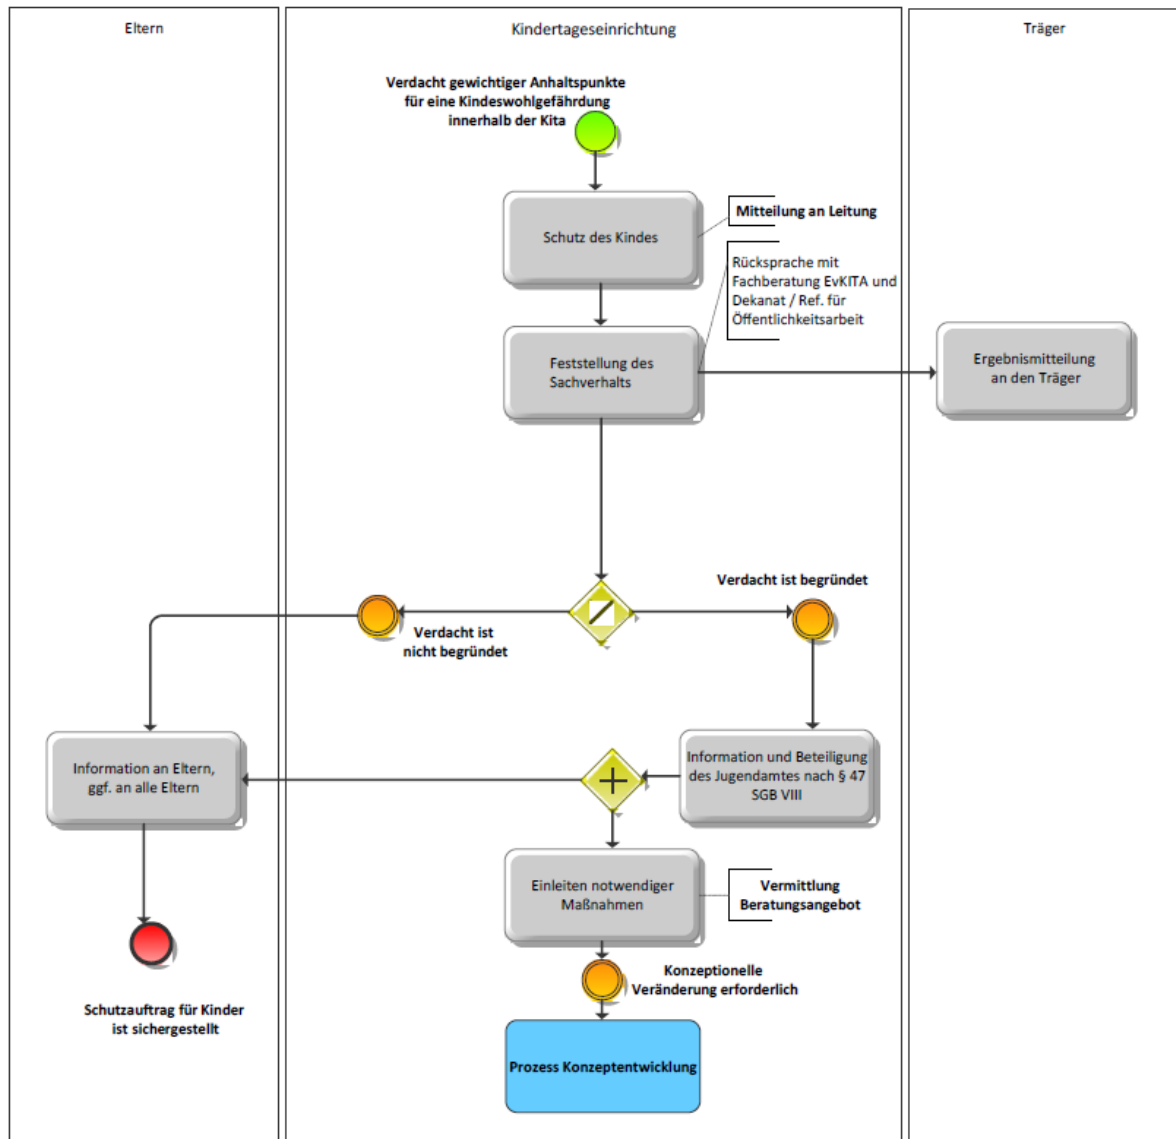 Eltern
Kindertageseinrichtung
Träger
Verdacht gewichtiger Anhaltspunkte
für eine Kindeswohlgefährdung
innerhalb der Kita
Schutz des Kindes
Mitteilung an Leitung
Rücksprache mit
Fachberatung EvKITA und
Dekanat / Ref. für
Öffentlichkeitsarbeit
Feststellung des
Sachverhalts
Ergebnismitteilung
an den Träger
Verdacht ist begründet
Verdacht ist
nicht begründet
Information an Eltern,
ggf. an alle Eltern
Information und Beteiligung
des Jugendamtes nach § 47
SGB VIII
Einleiten notwendiger
Maßnahmen
Vermittlung
Beratungsangebot
Konzeptionelle
Veränderung erforderlich
Schutzauftrag für Kinder
ist sichergestellt
Prozess Konzeptentwicklung